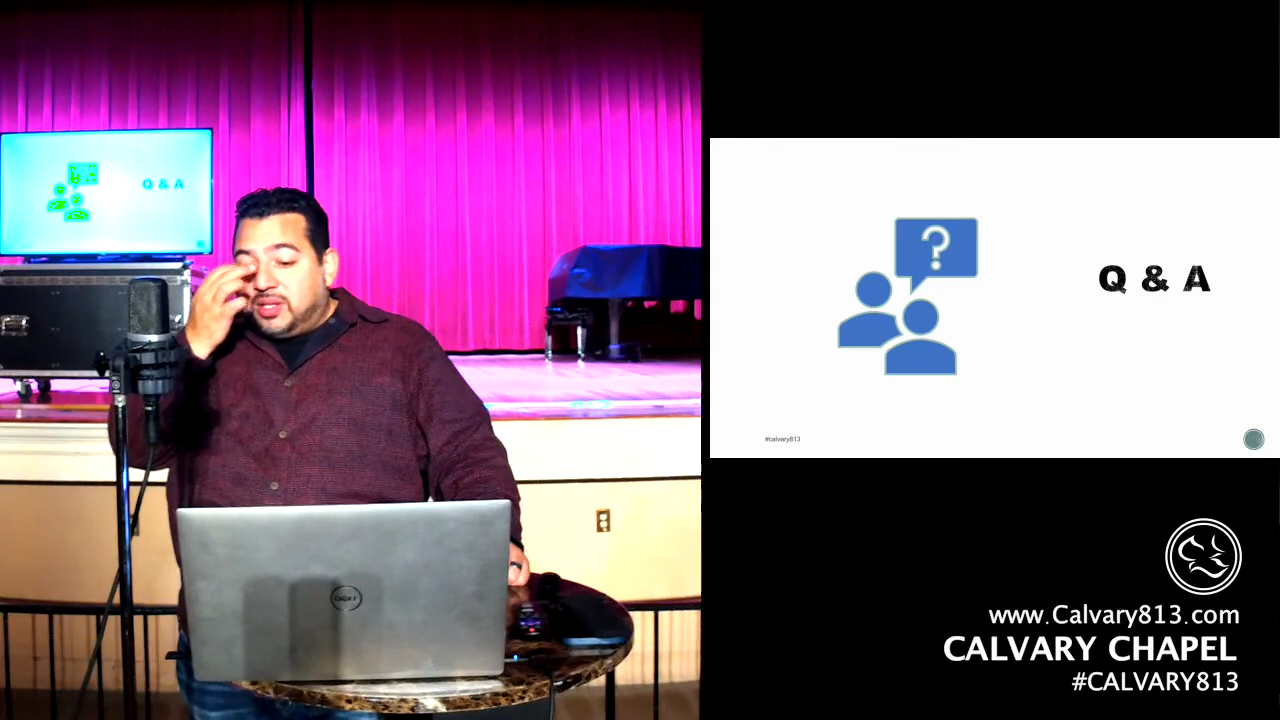 Q & A
DELL
?
Q & A
#calvary813
www.Calvary813.com
CALVARY CHAPEL
#CALVARY813